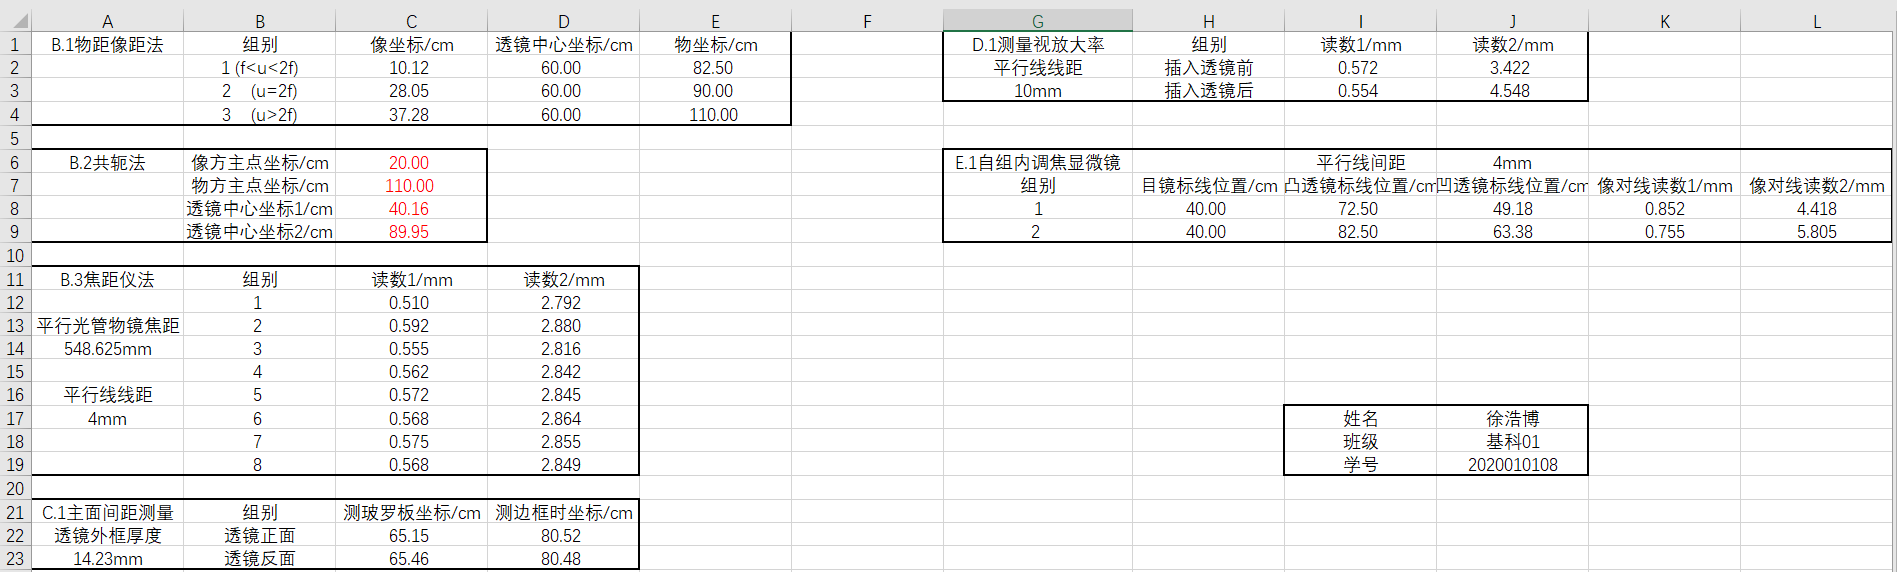 A B C D E F G H I J K L
1 B.1物距像距法 组别 像坐标/cm 透镜中心坐标/cm 物坐标/cm D.1测量视放大率 组别 读数1/mm 读数2/mm
2 1 (f<u<2f) 10.12 60.00 82.50 平行线线距 插入透镜前 0.572 3.422
3 2 (u=2f) 28.05 60.00 90.00 10mm 插入透镜后 0.554 4.548
4 3 (u>2f) 37.28 60.00 110.00
5
6 B.2共轭法 像方主点坐标/cm 20.00 E.1自组内调焦显微镜 平行线间距 4mm
7 物方主点坐标/cm 110.00 组别 目镜标线位置/cm 凸透镜标线位置/cm 凹透镜标线位置/cm 像对线读数1/mm 像对线读数2/mm
8 透镜中心坐标1/cm 40.16 1 40.00 72.50 49.18 0.852 4.418
9 透镜中心坐标2/cm 89.95 2 40.00 82.50 63.38 0.755 5.805
10
11 B.3焦距仪法 组别 读数1/mm 读数2/mm
12 1 0.510 2.792
13 平行光管物镜焦距 2 0.592 2.880
14 548.625mm 3 0.555 2.816
15 4 0.562 2.842
16 平行线线距 5 0.572 2.845
17 4mm 6 0.568 2.864 姓名 徐浩博
18 7 0.575 2.855 班级 基科01
19 8 0.568 2.849 学号 2020010108
20
21 C.1主面间距测量 组别 测玻罗板坐标/cm 测边框时坐标/cm
22 透镜外框厚度 透镜正面 65.15 80.52
23 14.23mm 透镜反面 65.46 80.48